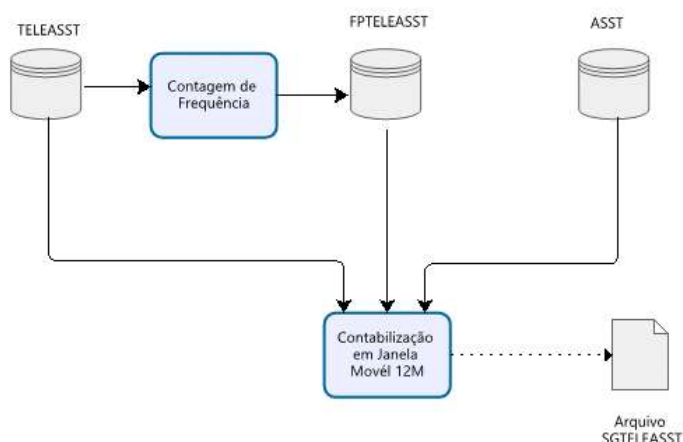 TELEASST
FPTELEASST
ASST
Contagem de
Frequência
Contabilização
em Janela
Movél 12M
Arquivo
SGTELEASST